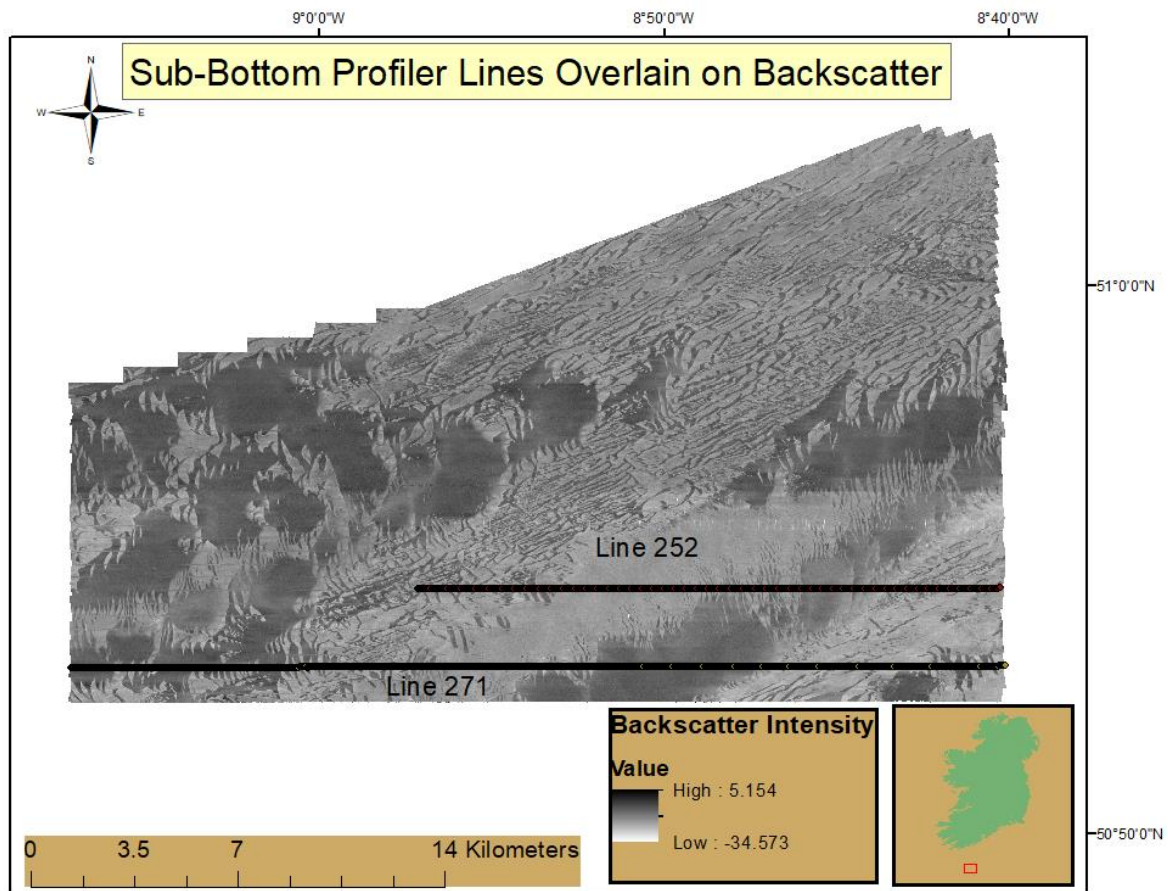 9°0'0"W 8°50'0"W 8°40'0"W
Sub-Bottom Profiler Lines Overlain on Backscatter
N
W E
S
51°0'0"N
Line 252
Line 271
Backscatter Intensity
Value
High : 5.154
Low : -34.573
50°50'0"N
0 3.5 7 14 Kilometers